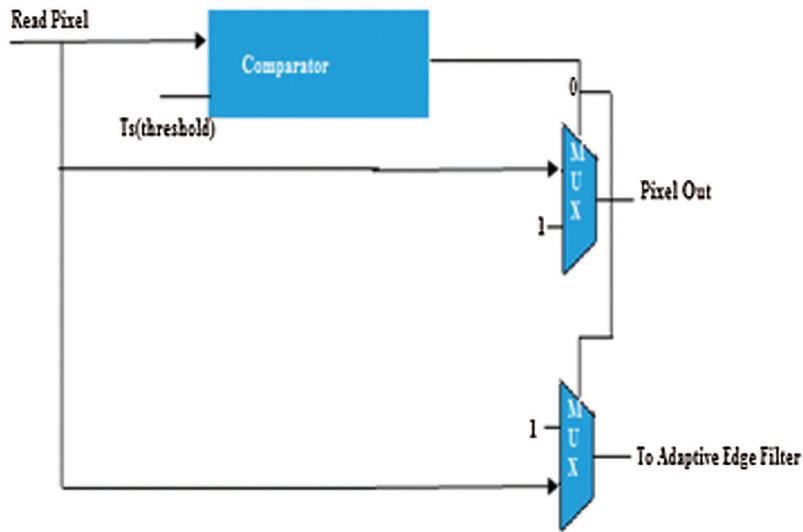 Read Pixel
Comparator
Ts(threshold)
0
MUX
1
Pixel Out
MUX
1
To Adaptive Edge Filter